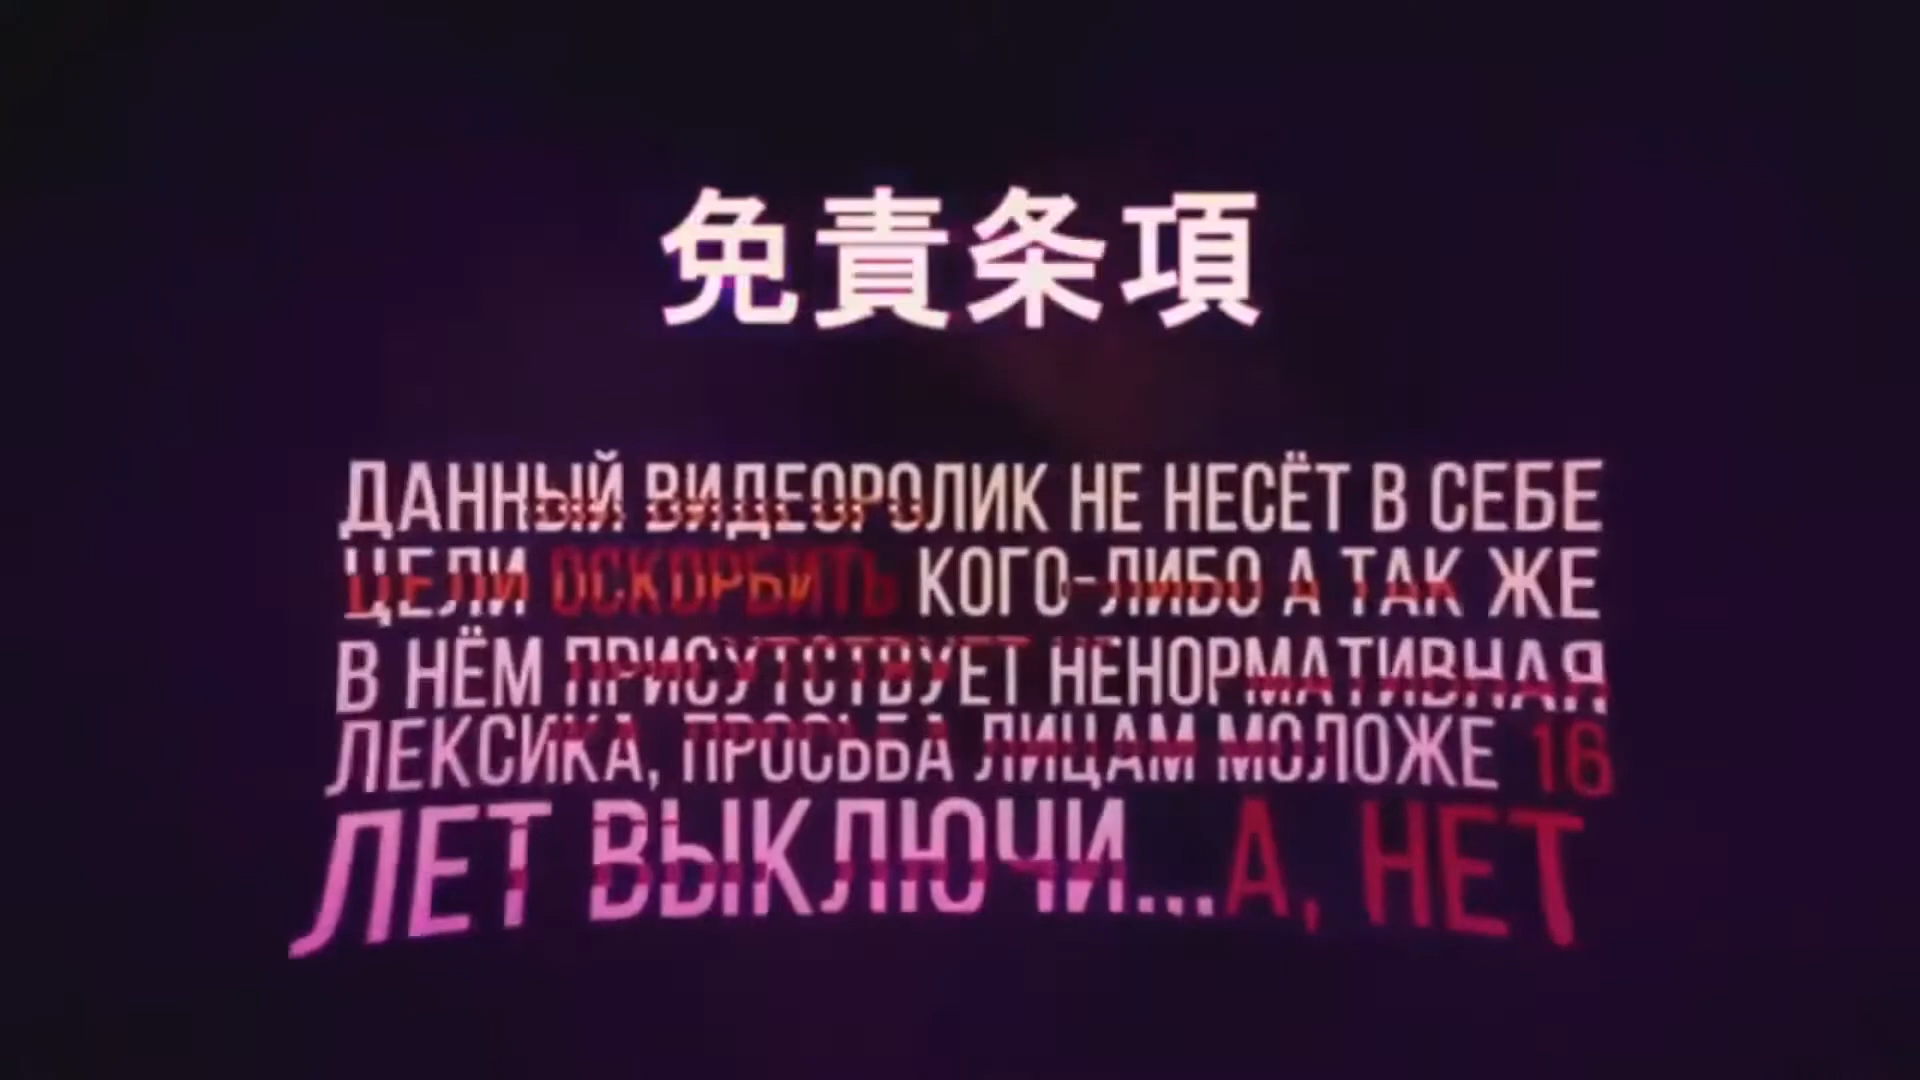 免責条項
ДАННЫЙ ВИДЕОРОЛИК НЕ НЕСЁТ В СЕБЕ
ЦЕЛИ ОСКОРБИТЬ КОГО-ЛИБО А ТАК ЖЕ
В НЁМ ПРИСУТСТВУЕТ НЕНОРМАТИВНАЯ
ЛЕКСИКА, ПРОСЬБА ЛИЦАМ МОЛОЖЕ 16
ЛЕТ ВЫКЛЮЧИ...А, НЕТ